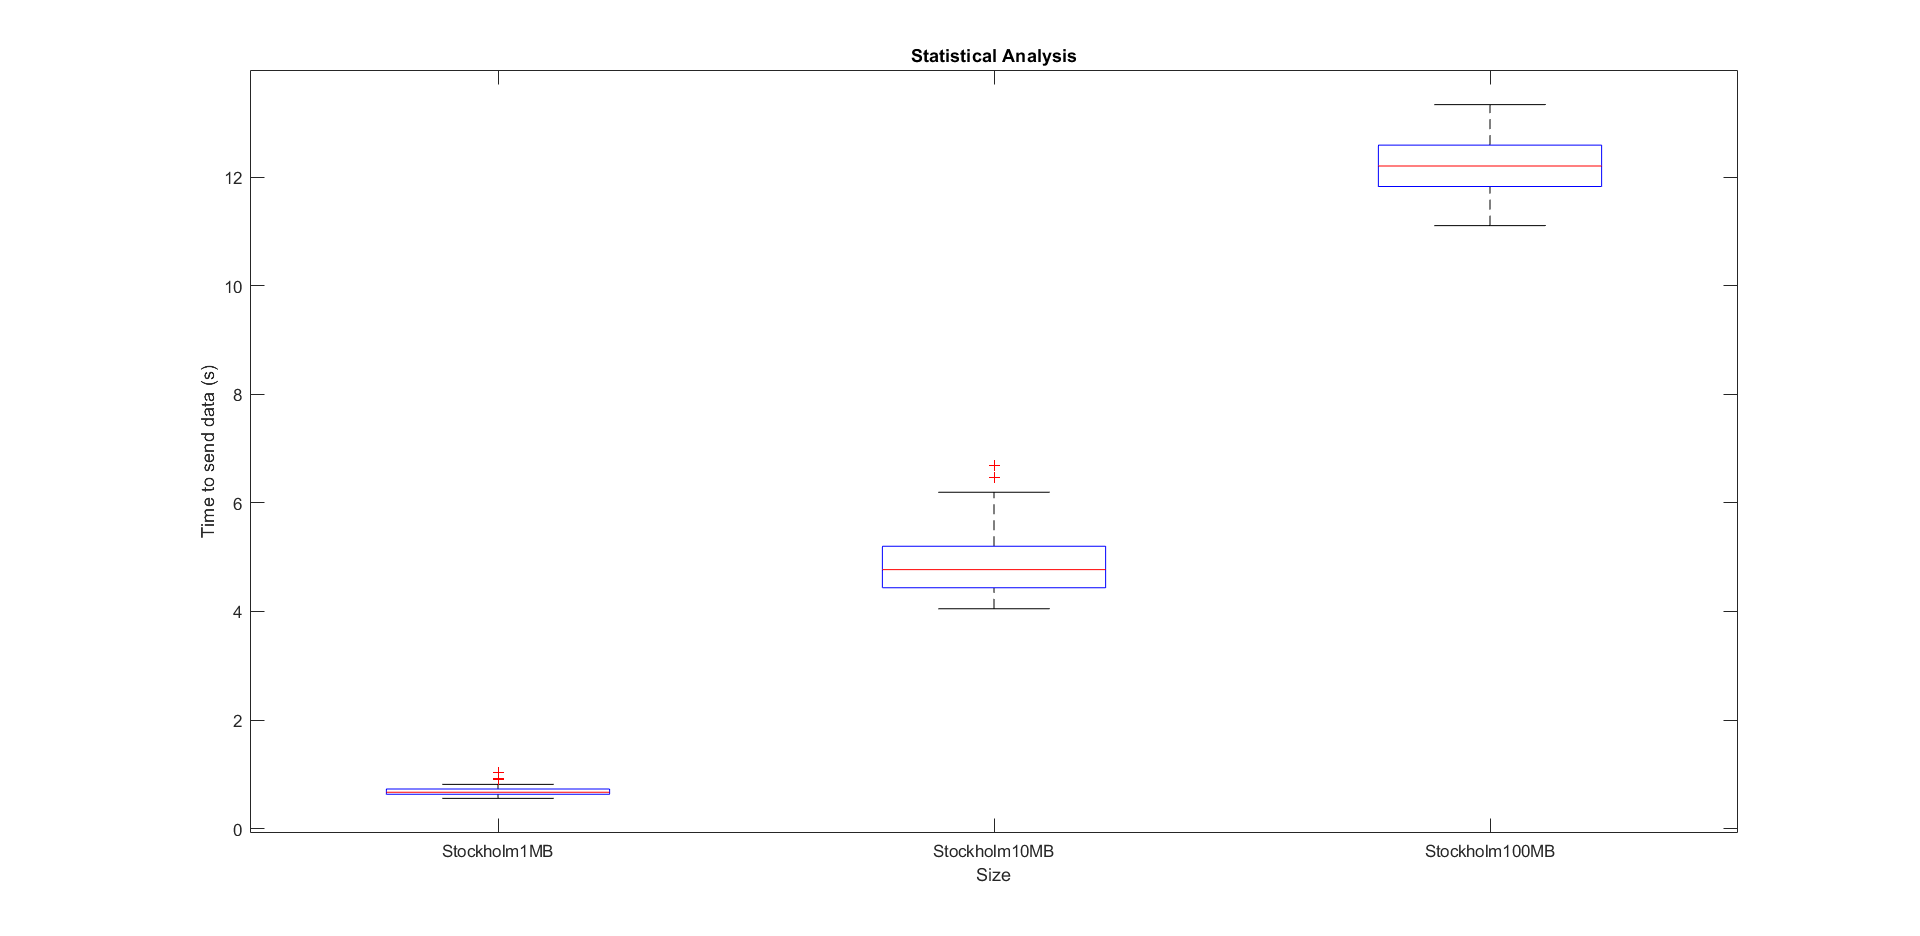 Statistical Analysis
12
10
8
6
4
2
0
Time to send data (s)
Stockholm1MB
Stockholm10MB
Stockholm100MB
Size